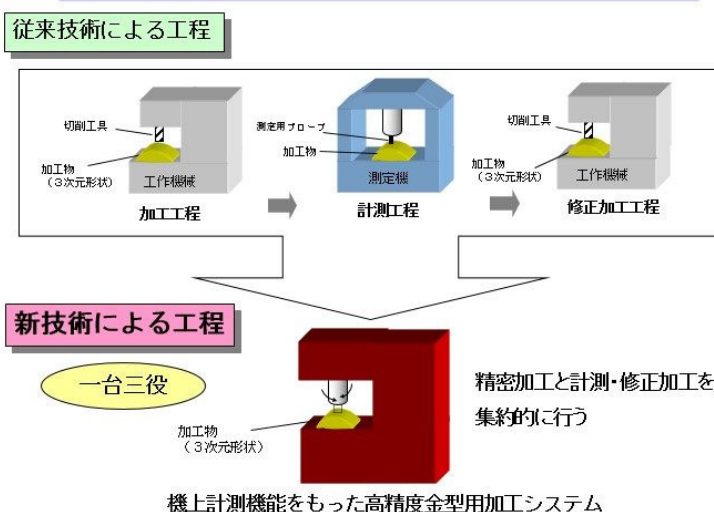 従来技術による工程
切削工具
加工物
（３次元形状）
工作機械
加工工程
測定用プローブ
加工物
測定機
計測工程
切削工具
加工物
（３次元形状）
工作機械
修正加工工程
新技術による工程
一台三役
加工物
（３次元形状）
精密加工と計測・修正加工を
集約的に行う
機上計測機能をもった高精度金型用加工システム